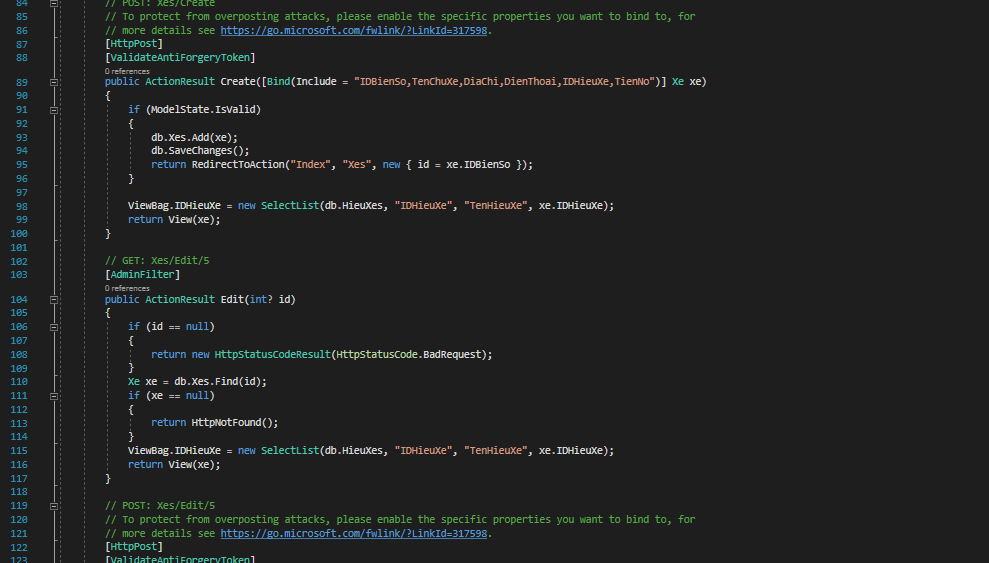 84 // POST: Xes/Create
85 // To protect from overposting attacks, please enable the specific properties you want to bind to, for
86 // more details see https://go.microsoft.com/fwlink/?LinkId=317598.
87 [HttpPost]
88 [ValidateAntiForgeryToken]
0 references
89 public ActionResult Create([Bind(Include = "IDBienSo,TenChuXe,DiaChi,DienThoai,IDHieuXe,TienNo")] Xe xe)
90 {
91 if (ModelState.IsValid)
92 {
93 db.Xes.Add(xe);
94 db.SaveChanges();
95 return RedirectToAction("Index", "Xes", new { id = xe.IDBienSo });
96 }
97
98 ViewBag.IDHieuXe = new SelectList(db.HieuXes, "IDHieuXe", "TenHieuXe", xe.IDHieuXe);
99 return View(xe);
100 }
101
102 // GET: Xes/Edit/5
103 [AdminFilter]
0 references
104 public ActionResult Edit(int? id)
105 {
106 if (id == null)
107 {
108 return new HttpStatusCodeResult(HttpStatusCode.BadRequest);
109 }
110 Xe xe = db.Xes.Find(id);
111 if (xe == null)
112 {
113 return HttpNotFound();
114 }
115 ViewBag.IDHieuXe = new SelectList(db.HieuXes, "IDHieuXe", "TenHieuXe", xe.IDHieuXe);
116 return View(xe);
117 }
118
119 // POST: Xes/Edit/5
120 // To protect from overposting attacks, please enable the specific properties you want to bind to, for
121 // more details see https://go.microsoft.com/fwlink/?LinkId=317598.
122 [HttpPost]
123 [ValidateAntiForgeryToken]